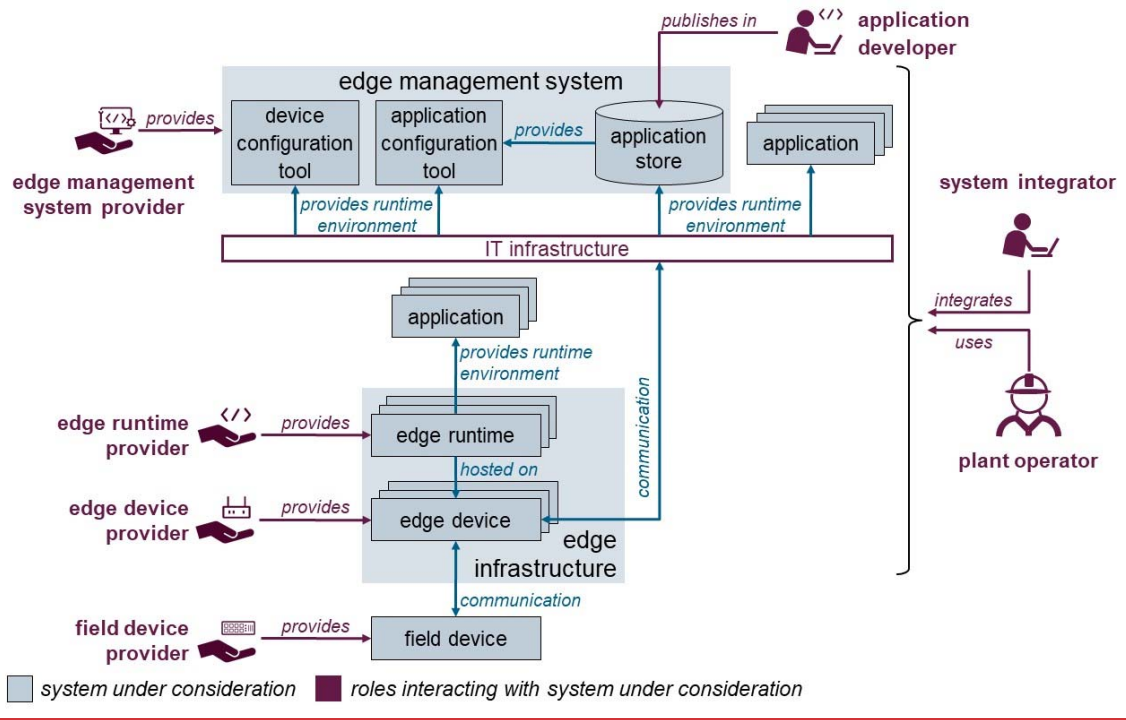 publishes in
application
developer
edge management system
provides
device
configuration
tool
application
configuration
tool
provides
application
store
application
edge management
system provider
system integrator
provides runtime
environment
provides runtime
environment
IT infrastructure
integrates
uses
application
provides runtime
environment
communication
edge runtime
provider
provides
edge runtime
plant operator
hosted on
edge device
provider
provides
edge device
edge
infrastructure
communication
field device
provider
provides
field device
system under consideration
roles interacting with system under consideration